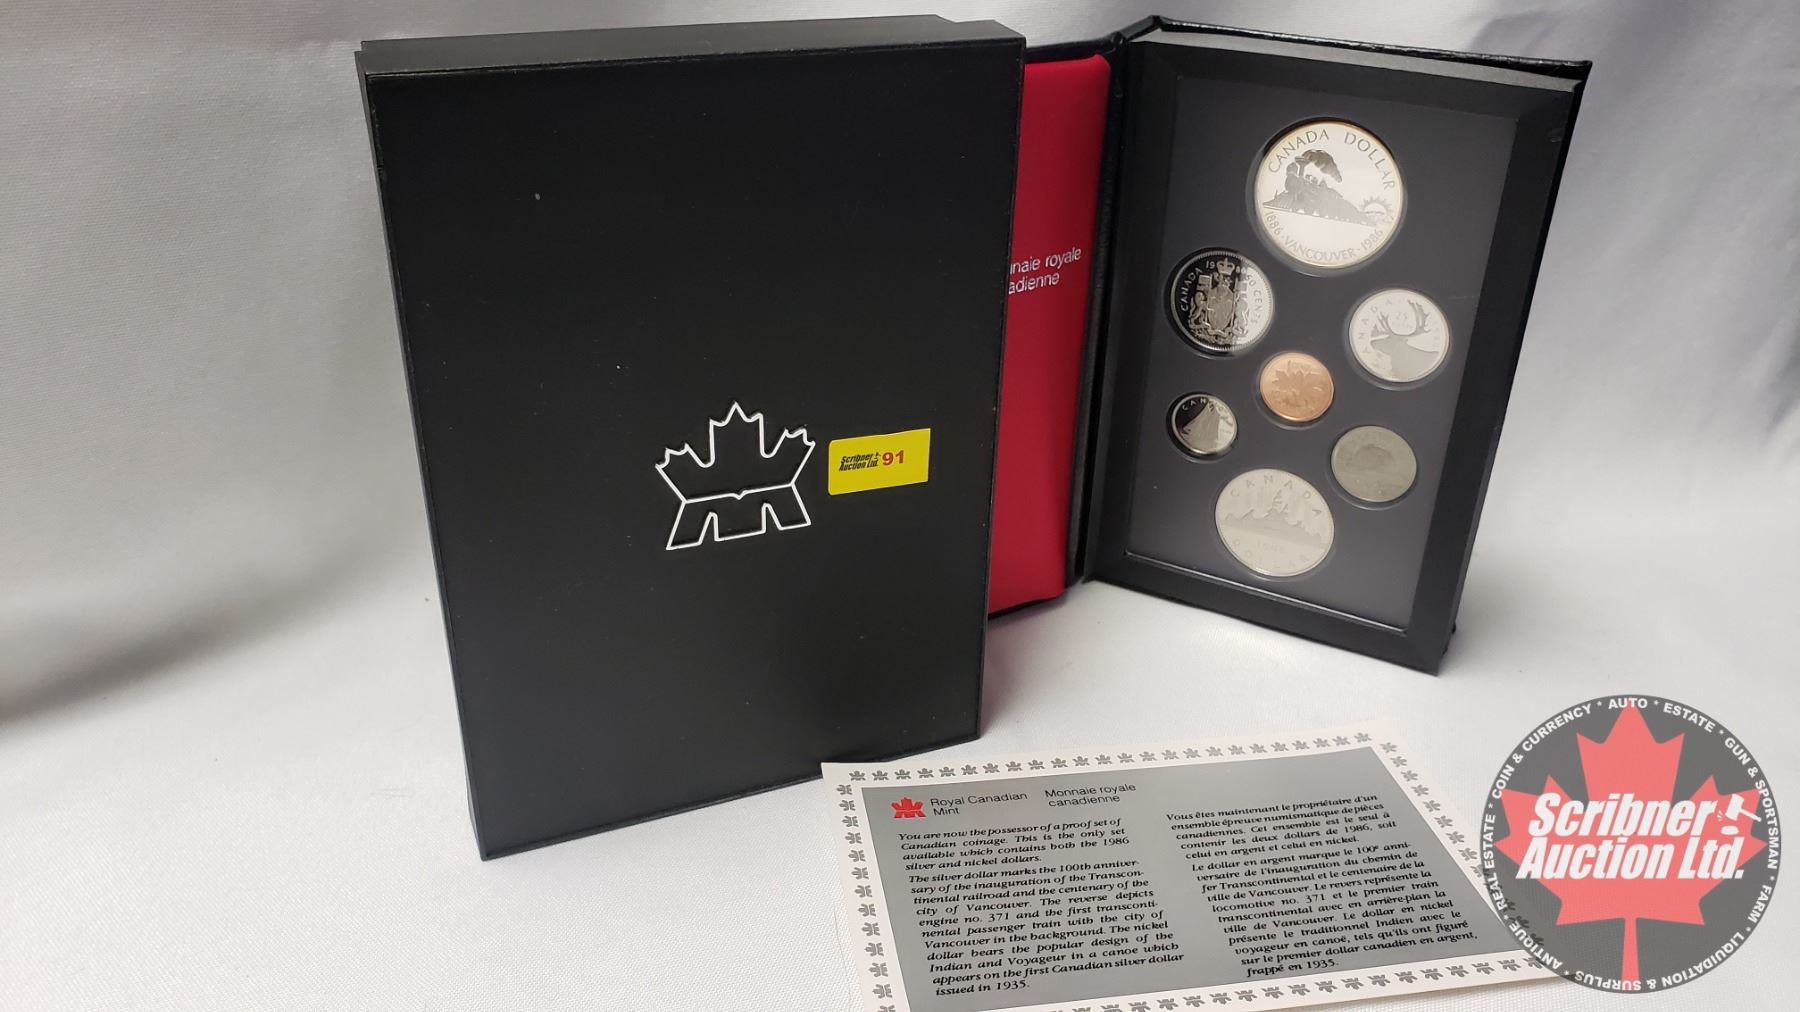 Scribner
Auction Ltd. 91
nnaie royale
adienne
CANADA DOLLAR
1886 · VANCOUVER · 1986
CANADA 1986 50 CENTS
CANADA
25
CANADA
CANADA
DOLLAR
Royal Canadian
Mint
Monnaie royale
canadienne
You are now the possessor of a proof set of
Canadian coinage. This is the only set
available which contains both the 1986
silver and nickel dollars.
The silver dollar marks the 100th anniver-
sary of the inauguration of the Transcon-
tinental railroad and the centenary of the
city of Vancouver. The reverse depicts
engine no. 371 and the first transconti-
nental passenger train with the city of
Vancouver in the background. The nickel
dollar bears the popular design of the
Indian and Voyageur in a canoe which
appears on the first Canadian silver dollar
issued in 1935.
Vous êtes maintenant le propriétaire d'un
ensemble épreuve numismatique de pièces
canadiennes. Cet ensemble est le seul à
contenir les deux dollars de 1986, soit
celui en argent et celui en nickel.
Le dollar en argent marque le 100e anni-
versaire de l'inauguration du chemin de
fer Transcontinental et le centenaire de la
ville de Vancouver. Le revers représente la
locomotive no. 371 et le premier train
transcontinental avec en arrière-plan la
ville de Vancouver. Le dollar en nickel
présente le traditionnel Indien avec le
voyageur en canoë, tels qu'ils ont figuré
sur le premier dollar canadien en argent,
frappé en 1935.
Scribner
Auction Ltd.
ANTIQUE * REAL ESTATE * COIN & CURRENCY * AUTO * ESTATE * GUN & SPORTSMAN * FARM * LIQUIDATION & SURPLUS *